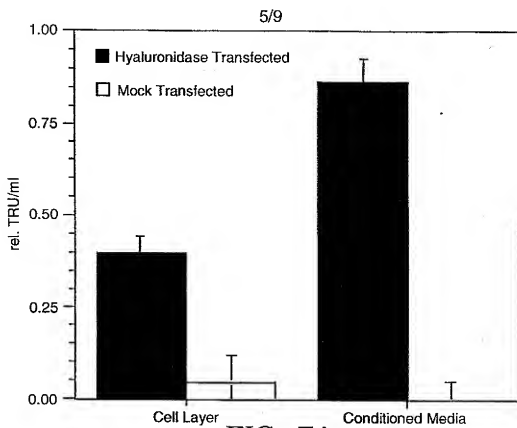 5/9
1.00
Hyaluronidase Transfected
Mock Transfected
0.75
rel. TRU/ml
0.50
0.25
0.00
Cell Layer
Conditioned Media